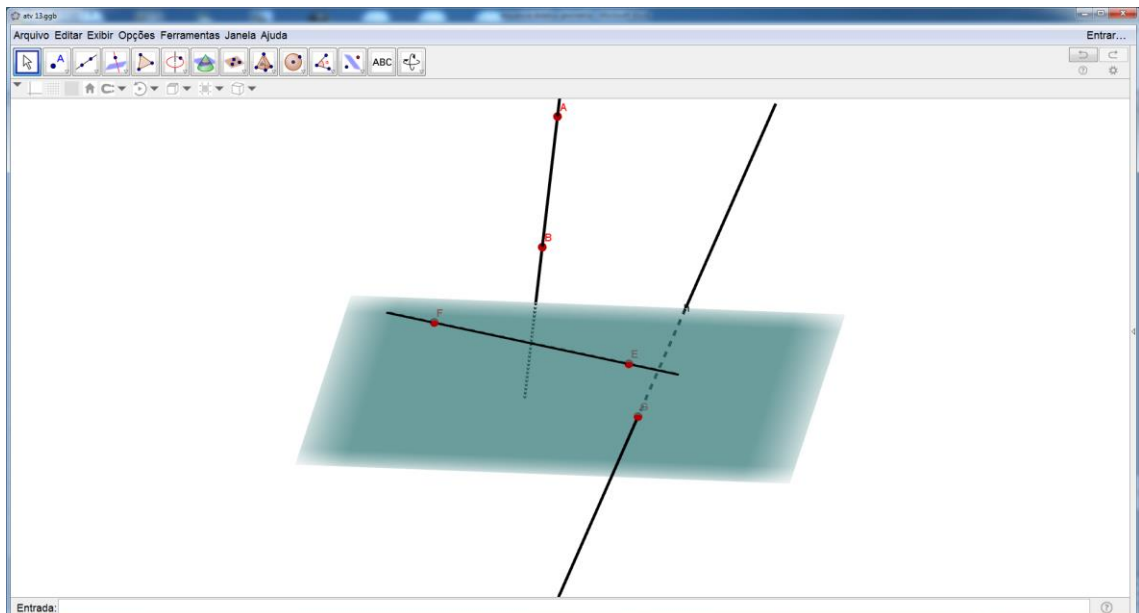 atv 13.ggb
Arquivo Editar Exibir Opções Ferramentas Janela Ajuda
Entrar...
A
ABC
A
B
F
E
Entrada: